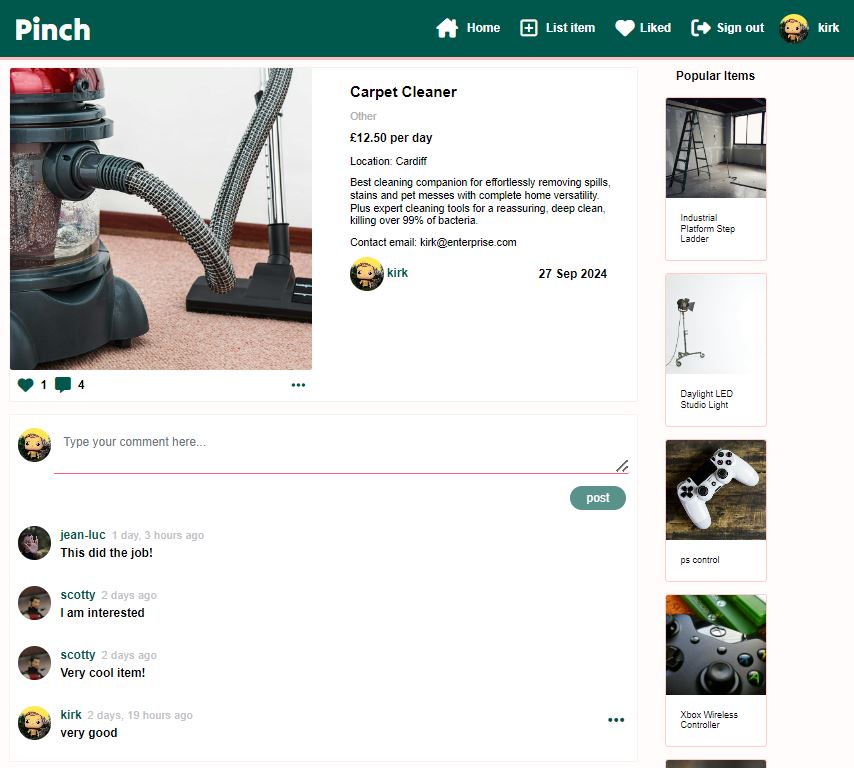 Pinch
Home
List item
Liked
Sign out
kirk
Carpet Cleaner
Other
£12.50 per day
Location: Cardiff
Best cleaning companion for effortlessly removing spills,
stains and pet messes with complete home versatility.
Plus expert cleaning tools for a reassuring, deep clean,
killing over 99% of bacteria.
Contact email: kirk@enterprise.com
kirk
27 Sep 2024
1
4
Type your comment here...
post
jean-luc 1 day, 3 hours ago
This did the job!
scotty 2 days ago
I am interested
scotty 2 days ago
Very cool item!
kirk 2 days, 19 hours ago
very good
Popular Items
Industrial
Platform Step
Ladder
Daylight LED
Studio Light
ps control
Xbox Wireless
Controller